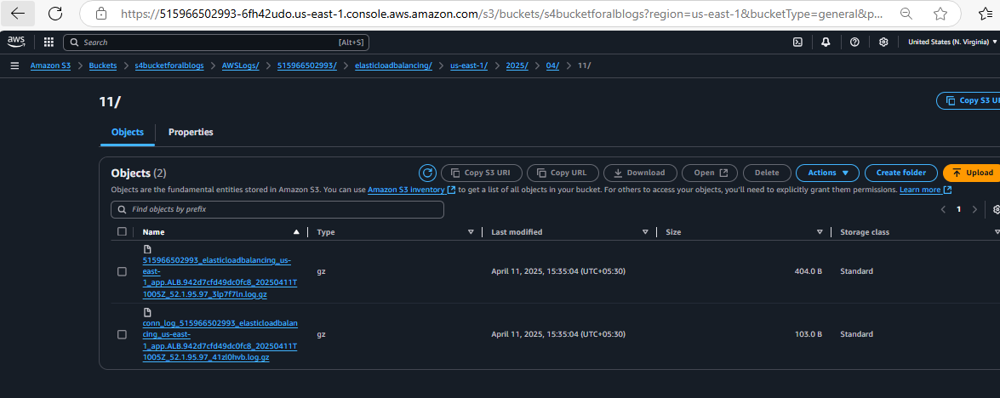 https://515966502993-6fh42udo.us-east-1.console.aws.amazon.com/s3/buckets/s4bucketforalblogs?region=us-east-1&bucketType=general&p...
aws Search [Alt+S] United States (N. Virginia)
Amazon S3 > Buckets > s4bucketforalblogs > AWSLogs/ > 515966502993/ > elasticloadbalancing/ > us-east-1/ > 2025/ > 04/ > 11/
11/
Copy S3 URI
Objects Properties
Objects (2)
Copy S3 URI Copy URL Download Open Delete Actions Create folder Upload
Objects are the fundamental entities stored in Amazon S3. You can use Amazon S3 inventory to get a list of all objects in your bucket. For others to access your objects, you'll need to explicitly grant them permissions. Learn more
Find objects by prefix
1
Name Type Last modified Size Storage class
515966502993_elasticloadbalancing_us-
east-
1_app.ALB.942d7cfd49dc0fc8_20250411T
1005Z_52.1.95.97_3lp7f7ln.log.gz
gz April 11, 2025, 15:35:04 (UTC+05:30) 404.0 B Standard
conn_log_515966502993_elasticloadbalan
cing_us-east-
1_app.ALB.942d7cfd49dc0fc8_20250411T
1005Z_52.1.95.97_41zl0hvb.log.gz
gz April 11, 2025, 15:35:04 (UTC+05:30) 103.0 B Standard